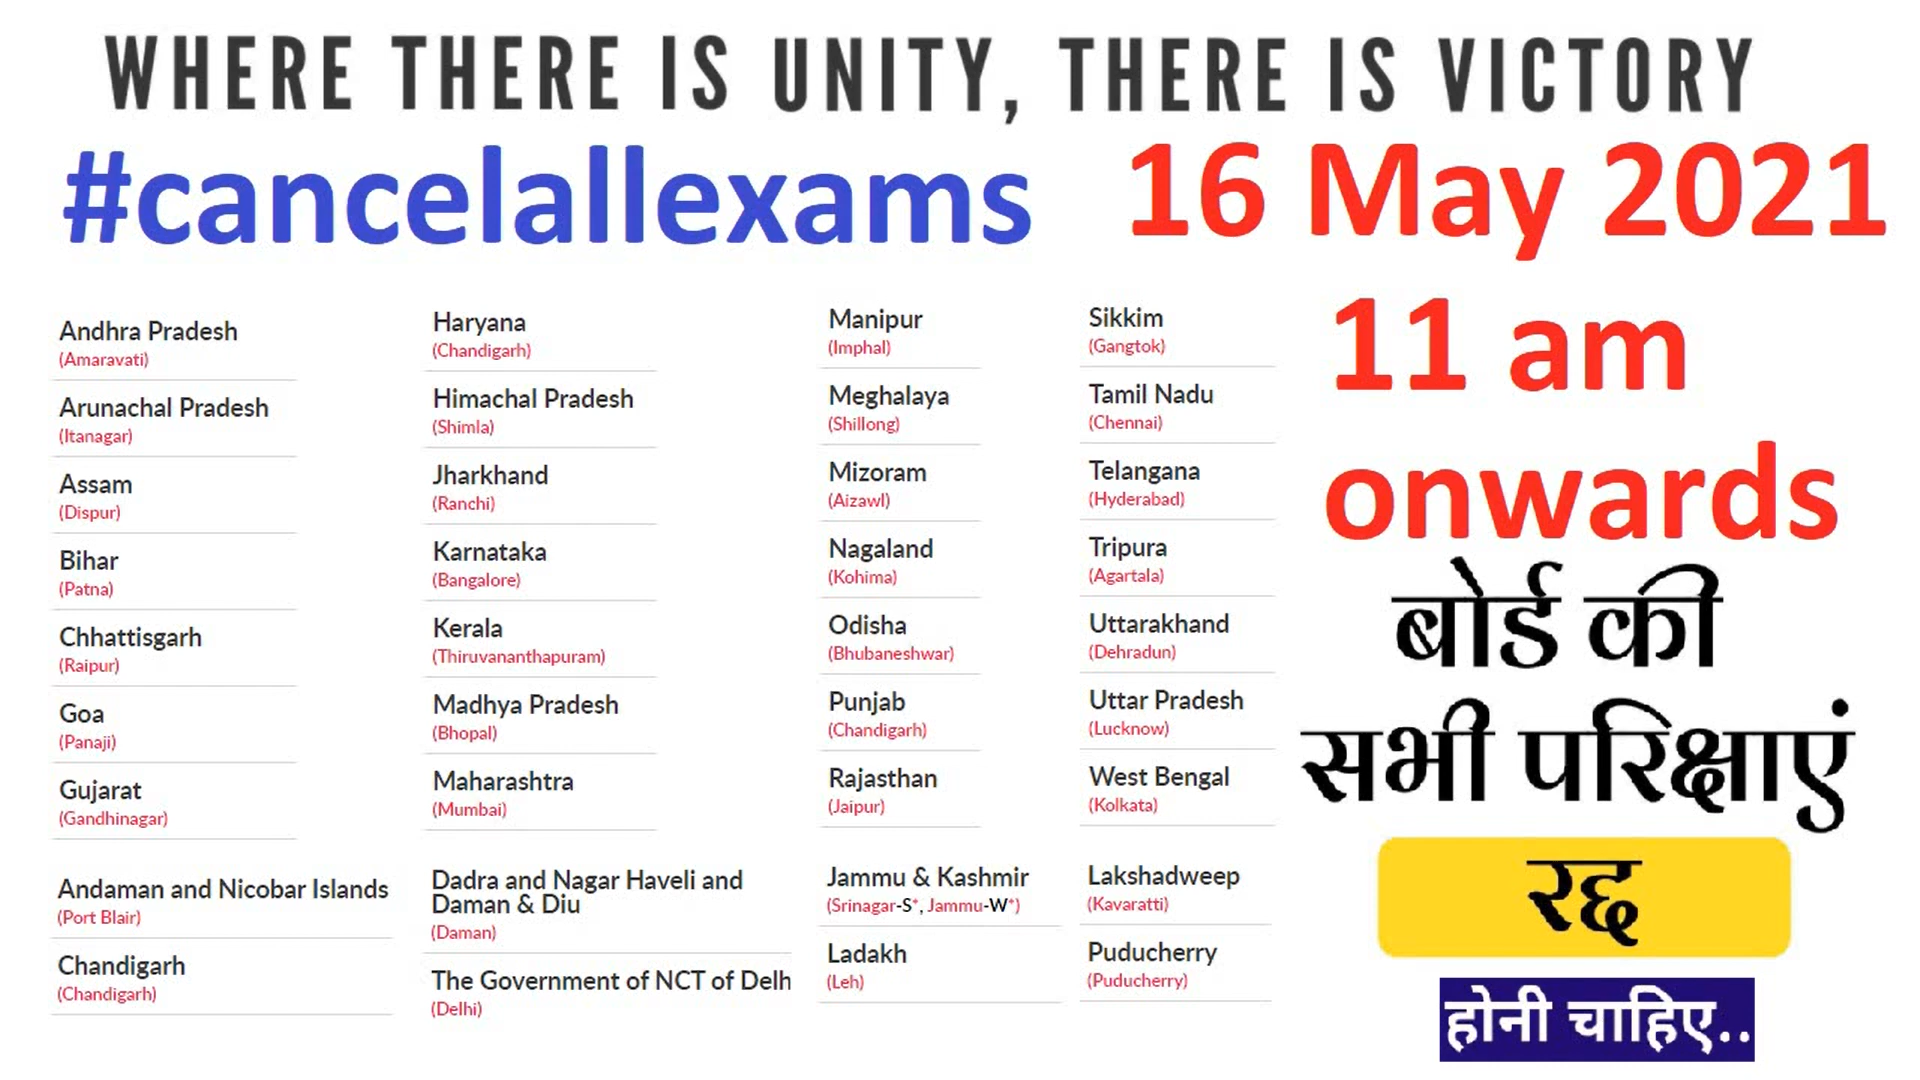 WHERE THERE IS UNITY, THERE IS VICTORY
#cancelallexams
16 May 2021
11 am
onwards
Andhra Pradesh
(Amaravati)
Arunachal Pradesh
(Itanagar)
Assam
(Dispur)
Bihar
(Patna)
Chhattisgarh
(Raipur)
Goa
(Panaji)
Gujarat
(Gandhinagar)
Andaman and Nicobar Islands
(Port Blair)
Chandigarh
(Chandigarh)
Haryana
(Chandigarh)
Himachal Pradesh
(Shimla)
Jharkhand
(Ranchi)
Karnataka
(Bangalore)
Kerala
(Thiruvananthapuram)
Madhya Pradesh
(Bhopal)
Maharashtra
(Mumbai)
Dadra and Nagar Haveli and
Daman & Diu
(Daman)
The Government of NCT of Delh
(Delhi)
Manipur
(Imphal)
Meghalaya
(Shillong)
Mizoram
(Aizawl)
Nagaland
(Kohima)
Odisha
(Bhubaneshwar)
Punjab
(Chandigarh)
Rajasthan
(Jaipur)
Jammu & Kashmir
(Srinagar-S*, Jammu-W*)
Ladakh
(Leh)
Sikkim
(Gangtok)
Tamil Nadu
(Chennai)
Telangana
(Hyderabad)
Tripura
(Agartala)
Uttarakhand
(Dehradun)
Uttar Pradesh
(Lucknow)
West Bengal
(Kolkata)
Lakshadweep
(Kavaratti)
Puducherry
(Puducherry)
बोर्ड की
सभी परिक्षाएं
रद्द
होनी चाहिए..